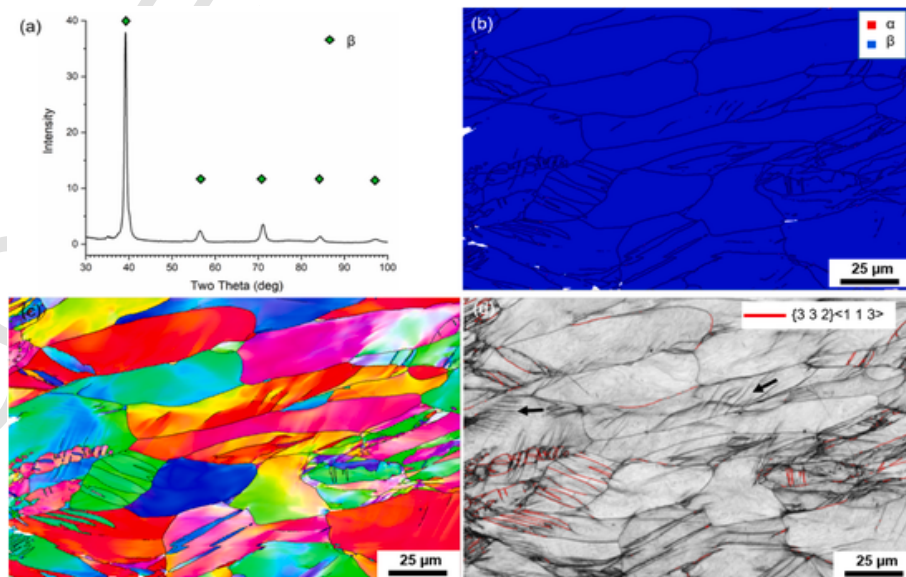 (a)
40
30
20
10
0
Intensity
β
30 40 50 60 70 80 90 100
Two Theta (deg)
(b)
α
β
25 μm
(c)
25 μm
(d)
{3 3 2}<1 1 3>
25 μm